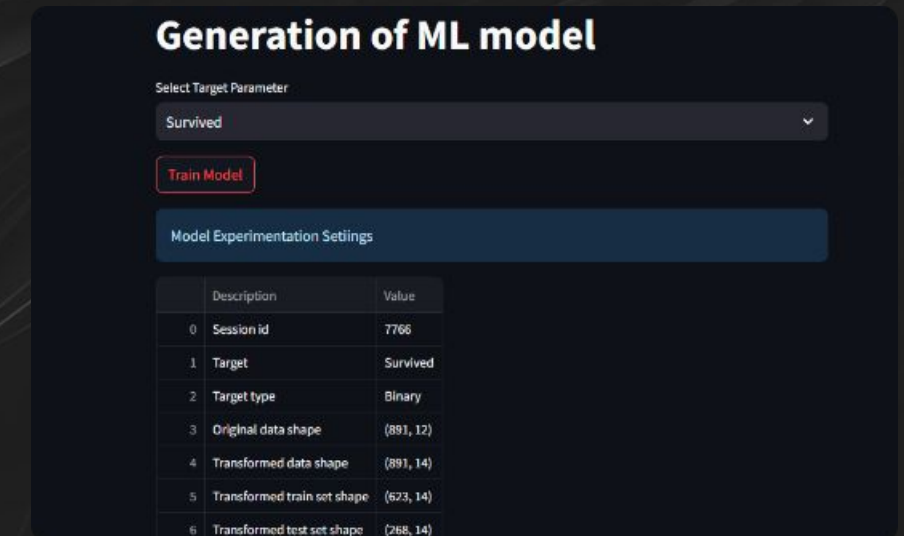 Generation of ML model
Select Target Parameter
Survived
Train Model
Model Experimentation Setiings
Description Value
0 Session id 7766
1 Target Survived
2 Target type Binary
3 Original data shape (891, 12)
4 Transformed data shape (891, 14)
5 Transformed train set shape (623, 14)
6 Transformed test set shape (268, 14)